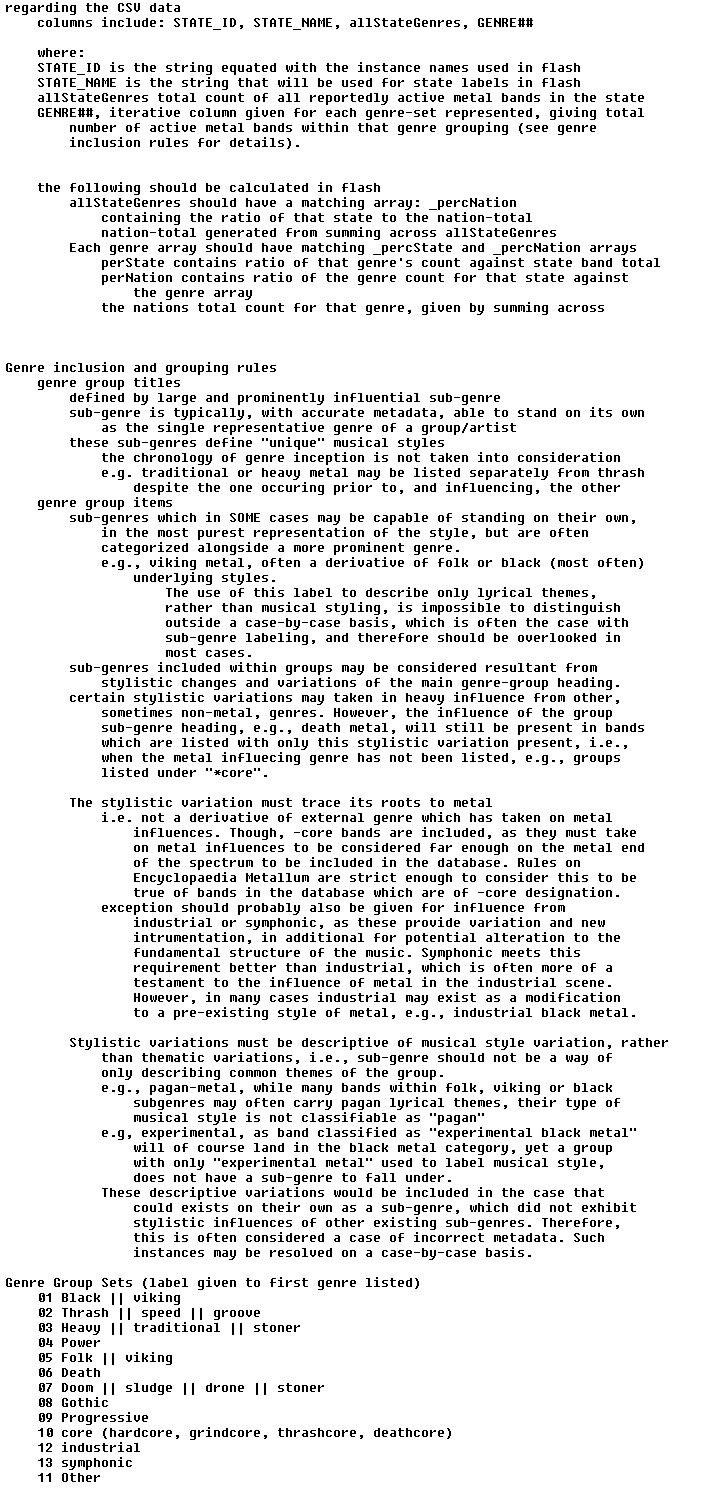 regarding the CSV data
columns include: STATE_ID, STATE_NAME, allStateGenres, GENRE##
where:
STATE_ID is the string equated with the instance names used in flash
STATE_NAME is the string that will be used for state labels in flash
allStateGenres total count of all reportedly active metal bands in the state
GENRE##, iterative column given for each genre-set represented, giving total
number of active metal bands within that genre grouping (see genre
inclusion rules for details).
the following should be calculated in flash
allStateGenres should have a matching array: _percNation
containing the ratio of that state to the nation-total
nation-total generated from summing across allStateGenres
Each genre array should have matching _percState and _percNation arrays
perState contains ratio of that genre's count against state band total
perNation contains ratio of the genre count for that state against
the genre array
the nations total count for that genre, given by summing across
Genre inclusion and grouping rules
genre group titles
defined by large and prominently influential sub-genre
sub-genre is typically, with accurate metadata, able to stand on its own
as the single representative genre of a group/artist
these sub-genres define "unique" musical styles
the chronology of genre inception is not taken into consideration
e.g. traditional or heavy metal may be listed separately from thrash
despite the one occuring prior to, and influencing, the other
genre group items
sub-genres which in SOME cases may be capable of standing on their own,
in the most purest representation of the style, but are often
categorized alongside a more prominent genre.
e.g., viking metal, often a derivative of folk or black (most often)
underlying styles.
The use of this label to describe only lyrical themes,
rather than musical styling, is impossible to distinguish
outside a case-by-case basis, which is often the case with
sub-genre labeling, and therefore should be overlooked in
most cases.
sub-genres included within groups may be considered resultant from
stylistic changes and variations of the main genre-group heading.
certain stylistic variations may taken in heavy influence from other,
sometimes non-metal, genres. However, the influence of the group
sub-genre heading, e.g., death metal, will still be present in bands
which are listed with only this stylistic variation present, i.e.,
when the metal influecing genre has not been listed, e.g., groups
listed under "*core".
The stylistic variation must trace its roots to metal
i.e. not a derivative of external genre which has taken on metal
influences. Though, -core bands are included, as they must take
on metal influences to be considered far enough on the metal end
of the spectrum to be included in the database. Rules on
Encyclopaedia Metallum are strict enough to consider this to be
true of bands in the database which are of -core designation.
exception should probably also be given for influence from
industrial or symphonic, as these provide variation and new
intrumentation, in additional for potential alteration to the
fundamental structure of the music. Symphonic meets this
requirement better than industrial, which is often more of a
testament to the influence of metal in the industrial scene.
However, in many cases industrial may exist as a modification
to a pre-existing style of metal, e.g., industrial black metal.
Stylistic variations must be descriptive of musical style variation, rather
than thematic variations, i.e., sub-genre should not be a way of
only describing common themes of the group.
e.g., pagan-metal, while many bands within folk, viking or black
subgenres may often carry pagan lyrical themes, their type of
musical style is not classifiable as "pagan"
e.g, experimental, as band classified as "experimental black metal"
will of course land in the black metal category, yet a group
with only "experimental metal" used to label musical style,
does not have a sub-genre to fall under.
These descriptive variations would be included in the case that
could exists on their own as a sub-genre, which did not exhibit
stylistic influences of other existing sub-genres. Therefore,
this is often considered a case of incorrect metadata. Such
instances may be resolved on a case-by-case basis.
Genre Group Sets (label given to first genre listed)
01 Black || viking
02 Thrash || speed || groove
03 Heavy || traditional || stoner
04 Power
05 Folk || viking
06 Death
07 Doom || sludge || drone || stoner
08 Gothic
09 Progressive
10 core (hardcore, grindcore, thrashcore, deathcore)
12 industrial
13 symphonic
11 Other